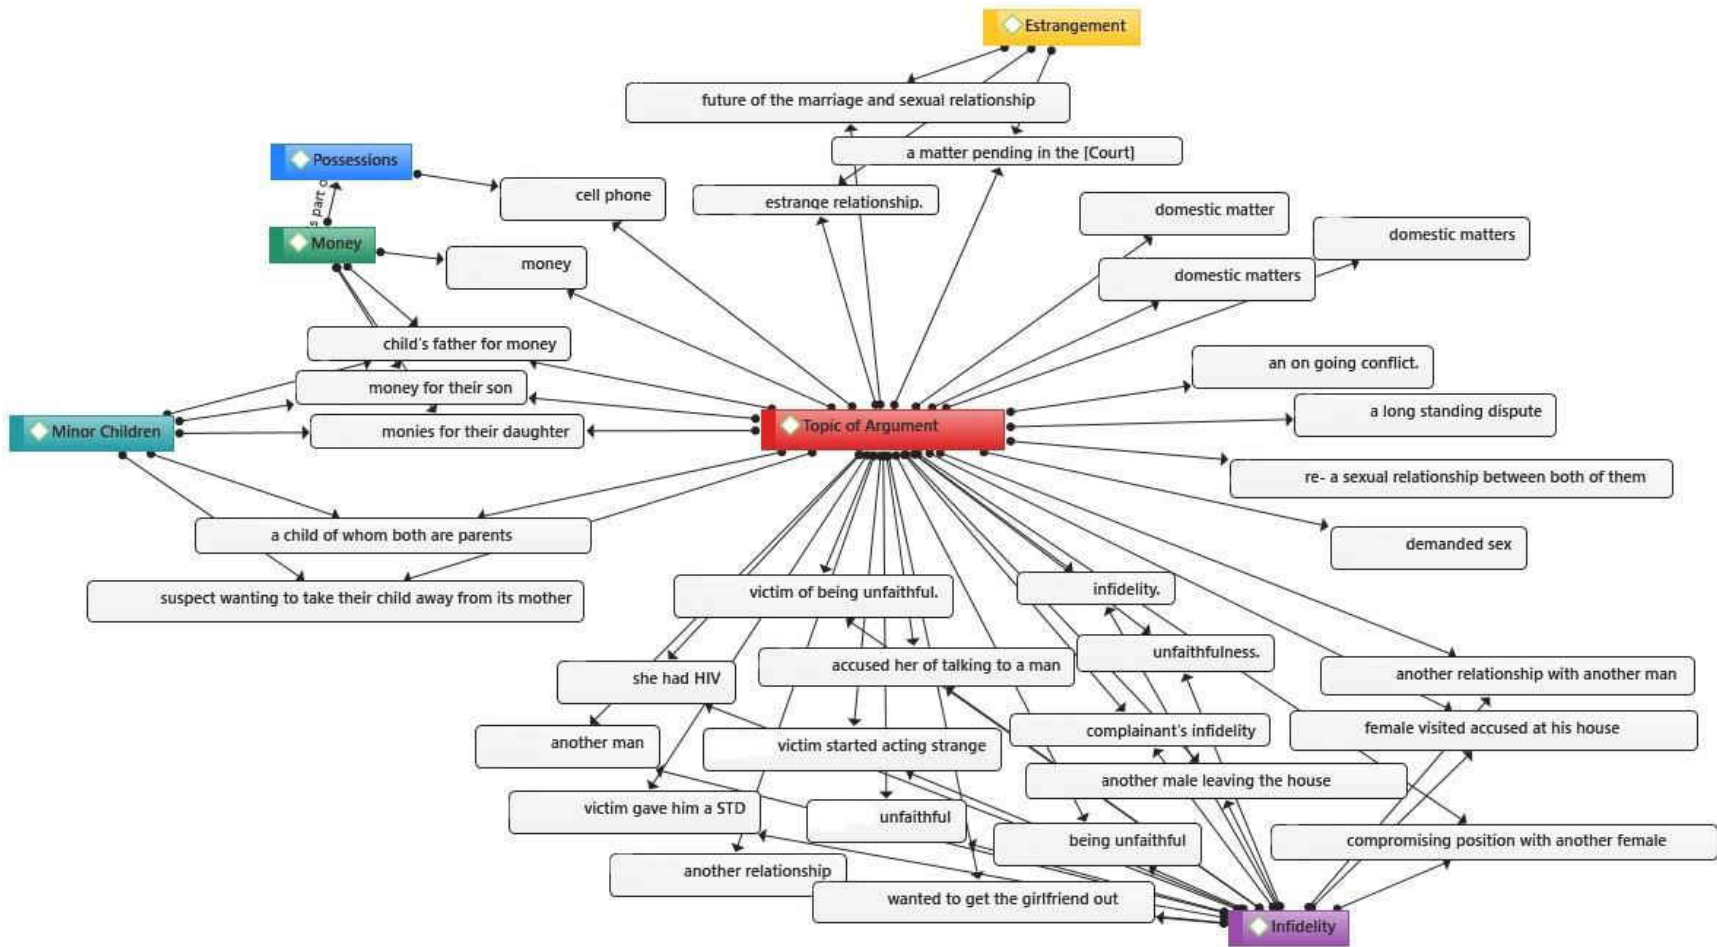 Estrangement
future of the marriage and sexual relationship
a matter pending in the [Court]
Possessions
cell phone
estrange relationship.
domestic matter
s part o
domestic matters
Money
money
domestic matters
child's father for money
an on going conflict.
money for their son
a long standing dispute
Minor Children
monies for their daughter
Topic of Argument
re- a sexual relationship between both of them
a child of whom both are parents
demanded sex
suspect wanting to take their child away from its mother
victim of being unfaithful.
infidelity.
unfaithfulness.
accused her of talking to a man
she had HIV
another relationship with another man
another man
victim started acting strange
complainant's infidelity
female visited accused at his house
another male leaving the house
victim gave him a STD
unfaithful
being unfaithful
compromising position with another female
another relationship
wanted to get the girlfriend out
Infidelity